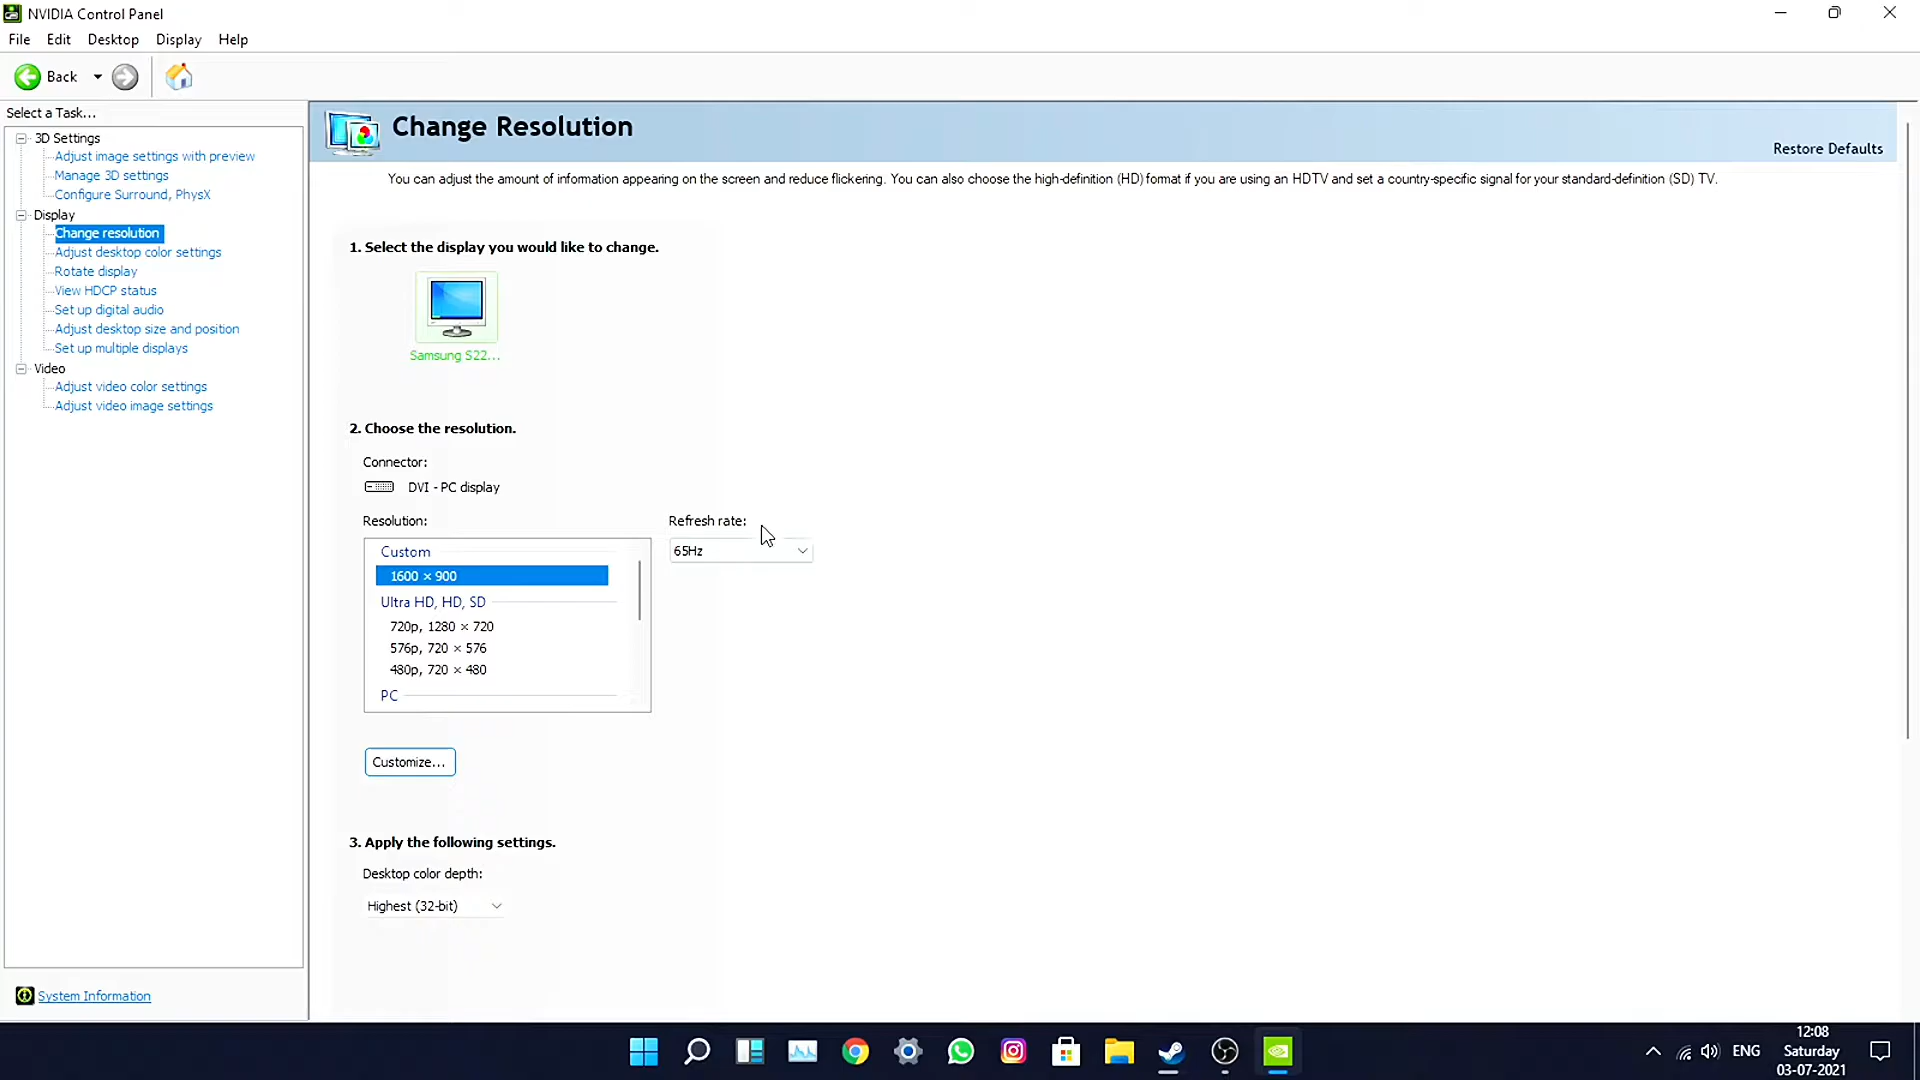 NVIDIA Control Panel
File Edit Desktop Display Help
Back
Select a Task...
3D Settings
Adjust image settings with preview
Manage 3D settings
Configure Surround, PhysX
Display
Change resolution
Adjust desktop color settings
Rotate display
View HDCP status
Set up digital audio
Adjust desktop size and position
Set up multiple displays
Video
Adjust video color settings
Adjust video image settings
System Information
Change Resolution
Restore Defaults
You can adjust the amount of information appearing on the screen and reduce flickering. You can also choose the high-definition (HD) format if you are using an HDTV and set a country-specific signal for your standard-definition (SD) TV.
1. Select the display you would like to change.
Samsung S22...
2. Choose the resolution.
Connector:
DVI - PC display
Resolution:
Refresh rate:
65Hz
Custom
1600 × 900
Ultra HD, HD, SD
720p, 1280 × 720
576p, 720 × 576
480p, 720 × 480
PC
Customize...
3. Apply the following settings.
Desktop color depth:
Highest (32-bit)
ENG
12:08
Saturday
03-07-2021